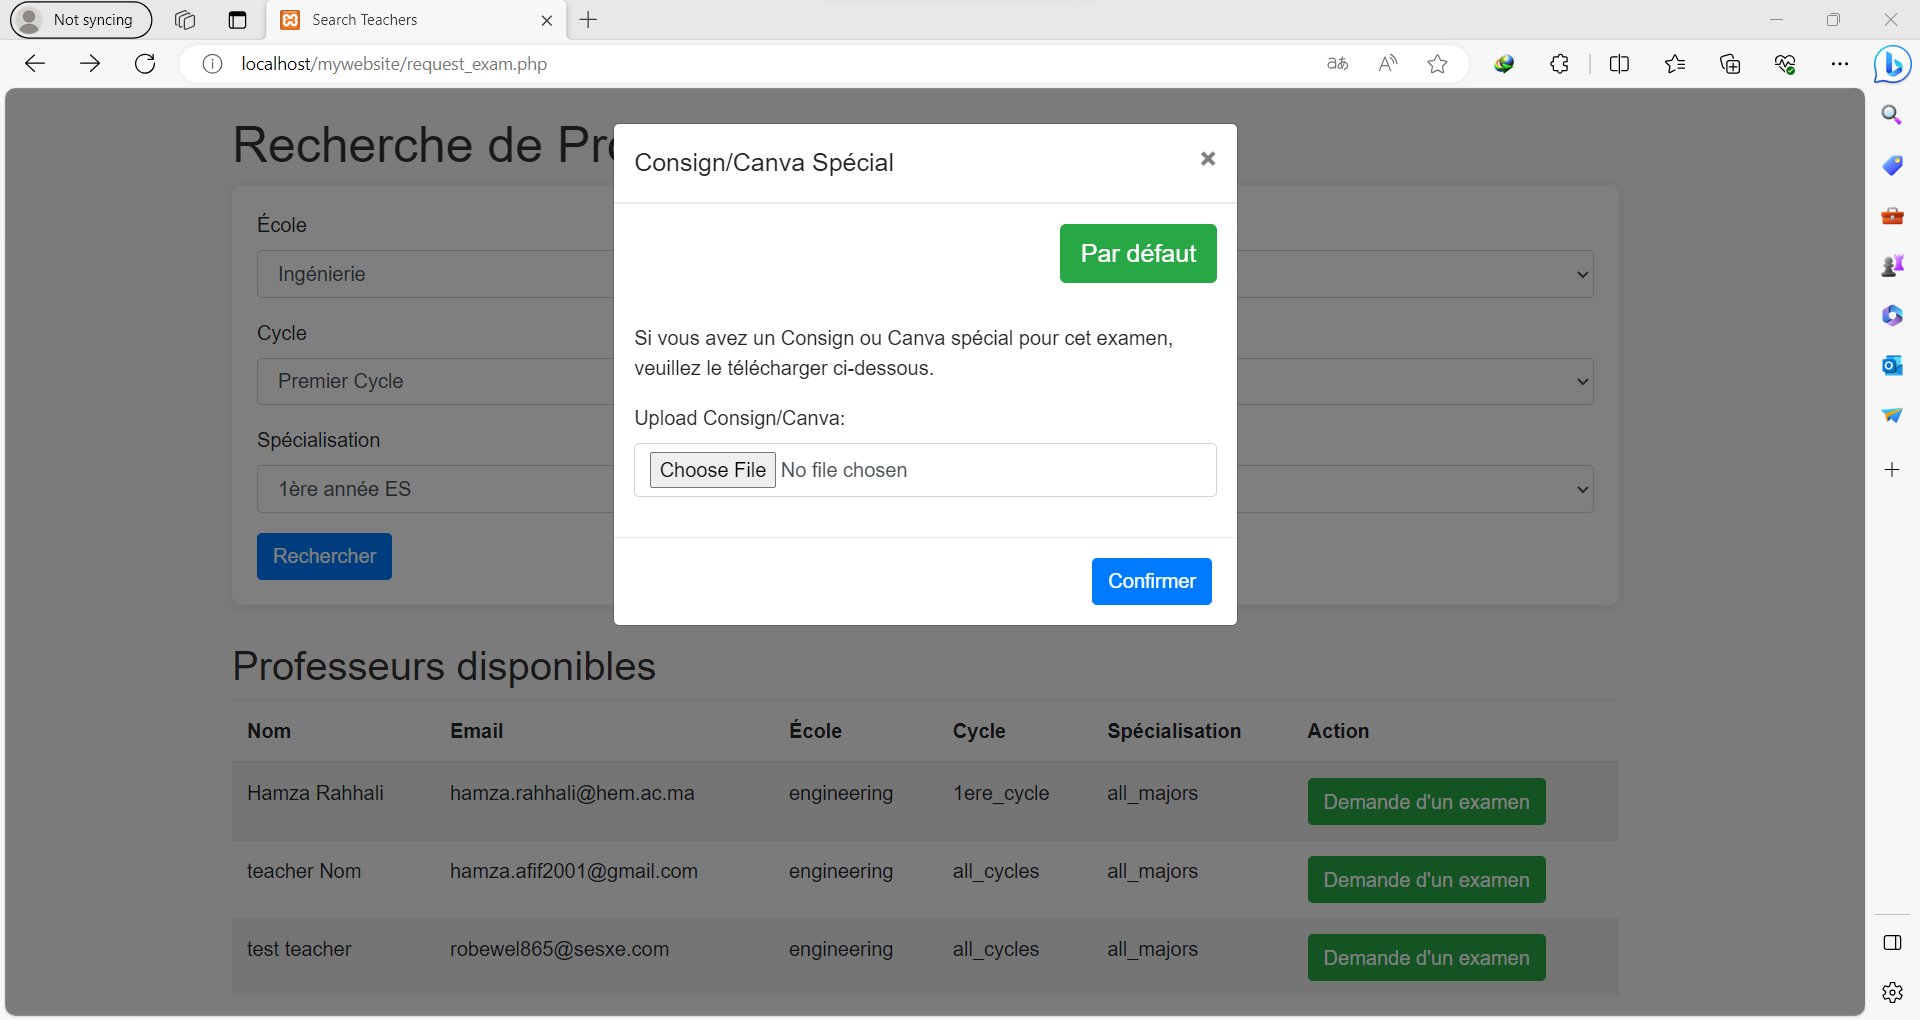 Not syncing
Search Teachers
localhost/mywebsite/request_exam.php
aあ
Recherche de Pro
École
Ingénierie
Cycle
Premier Cycle
Spécialisation
1ère année ES
Rechercher
Consign/Canva Spécial
×
Par défaut
Si vous avez un Consign ou Canva spécial pour cet examen,
veuillez le télécharger ci-dessous.
Upload Consign/Canva:
Choose File No file chosen
Confirmer
Professeurs disponibles
Nom Email École Cycle Spécialisation Action
Hamza Rahhali hamza.rahhali@hem.ac.ma engineering 1ere_cycle all_majors Demande d'un examen
teacher Nom hamza.afif2001@gmail.com engineering all_cycles all_majors Demande d'un examen
test teacher robewel865@sesxe.com engineering all_cycles all_majors Demande d'un examen